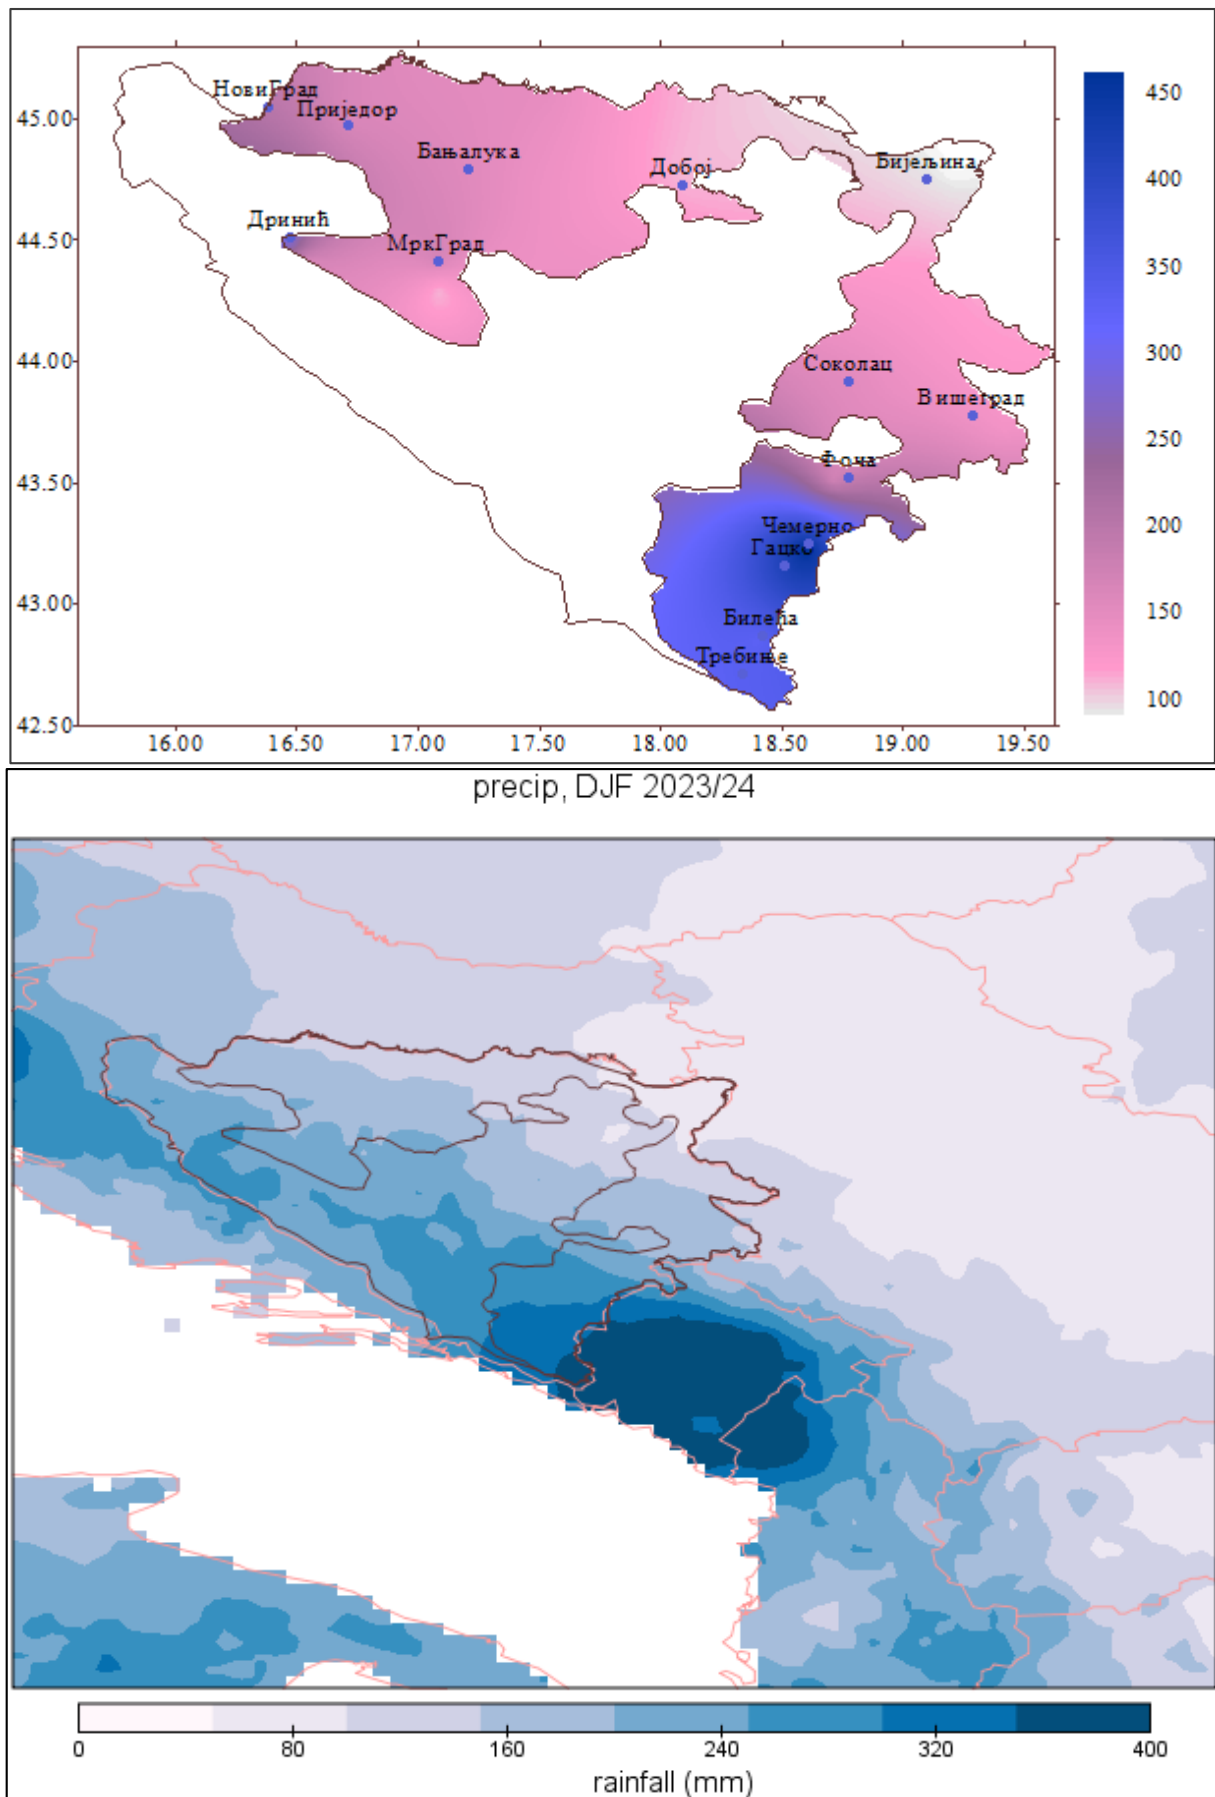 НовиГрад
Приједор
Бањалука
Добој
Бијељина
Дринић
МркГрад
Соколац
Вишеград
Фоча
Чемерно
Гацко
Билећа
Требиње
45.00
44.50
44.00
43.50
43.00
42.50
16.00 16.50 17.00 17.50 18.00 18.50 19.00 19.50
450
400
350
300
250
200
150
100
precip, DJF 2023/24
0 80 160 240 320 400
rainfall (mm)